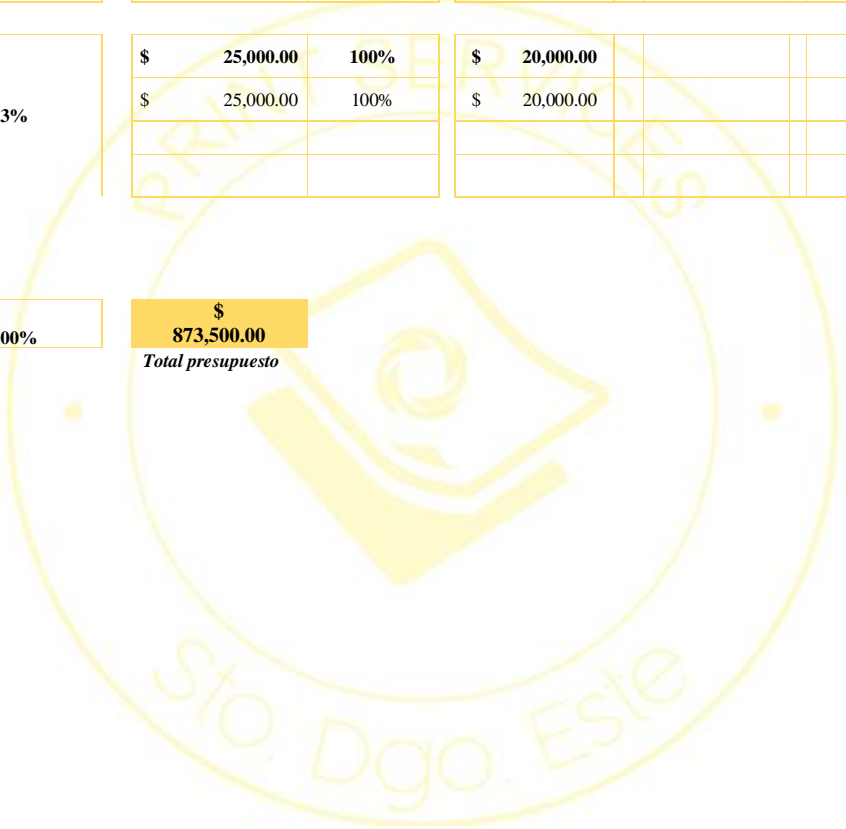 $ 25,000.00 100% $ 20,000.00
$ 25,000.00 100% $ 20,000.00
3%
$
873,500.00
00%
Total presupuesto
PRINT SERVICES
Sto. Dgo. Este